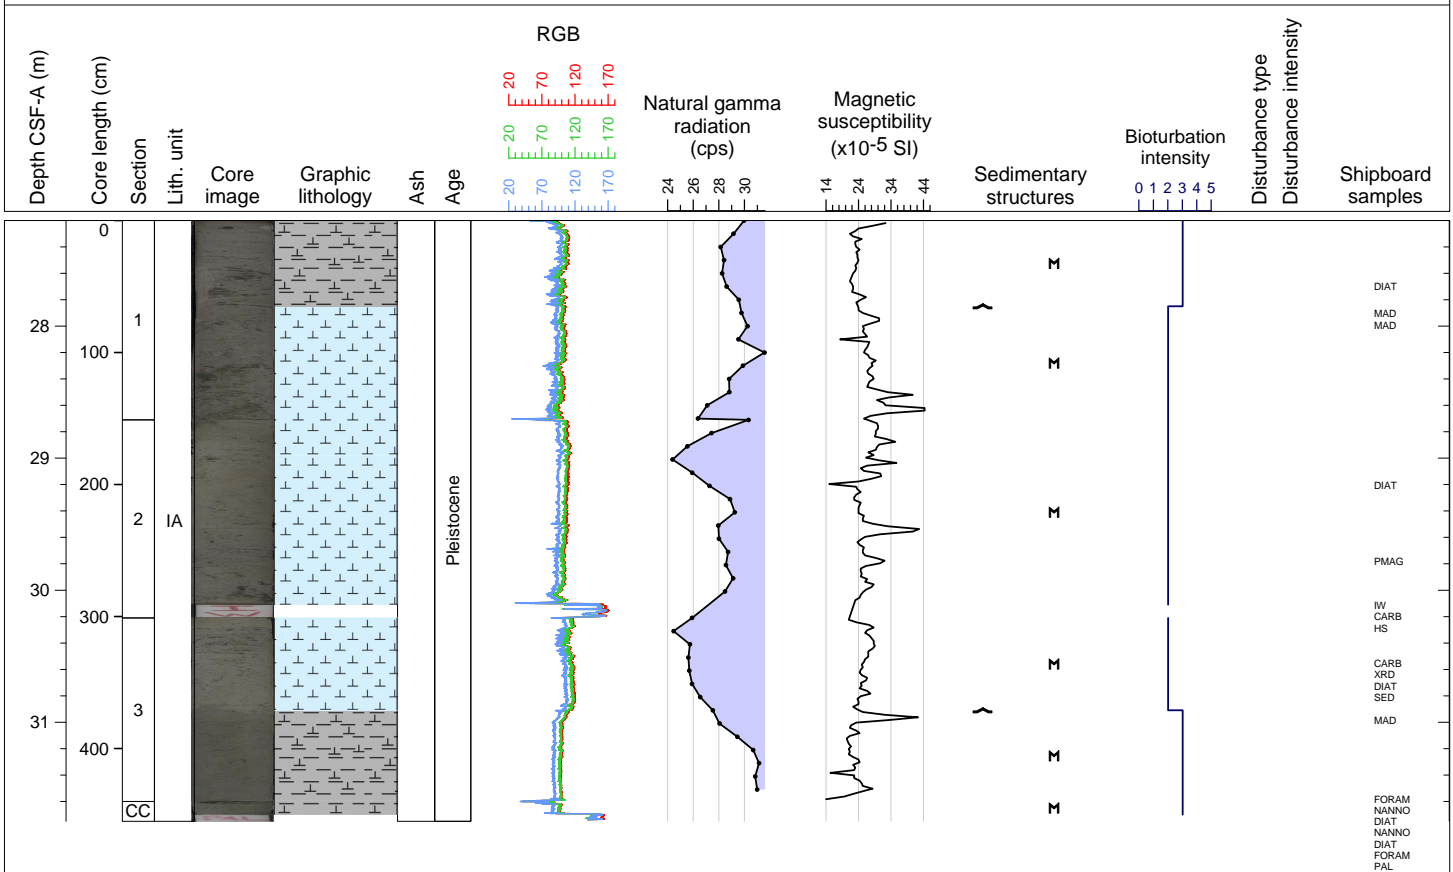 Depth CSF-A (m)
Core length (cm)
Section
Lith. unit
Core
image
Graphic
lithology
Ash
Age
RGB
20 70 120 170
20 70 120 170
20 70 120 170
Natural gamma
radiation
(cps)
24 26 28 30
Magnetic
susceptibility
(x10-5 SI)
14 24 34 44
Sedimentary
structures
Bioturbation
intensity
0 1 2 3 4 5
Disturbance type
Disturbance intensity
Shipboard
samples
0
DIAT
MAD
28
1
MAD
100
29
200
DIAT
2
IA
Pleistocene
PMAG
30
IW
300
CARB
HS
CARB
XRD
DIAT
SED
3
31
MAD
400
FORAM
CC
NANNO
DIAT
NANNO
DIAT
FORAM
PAL